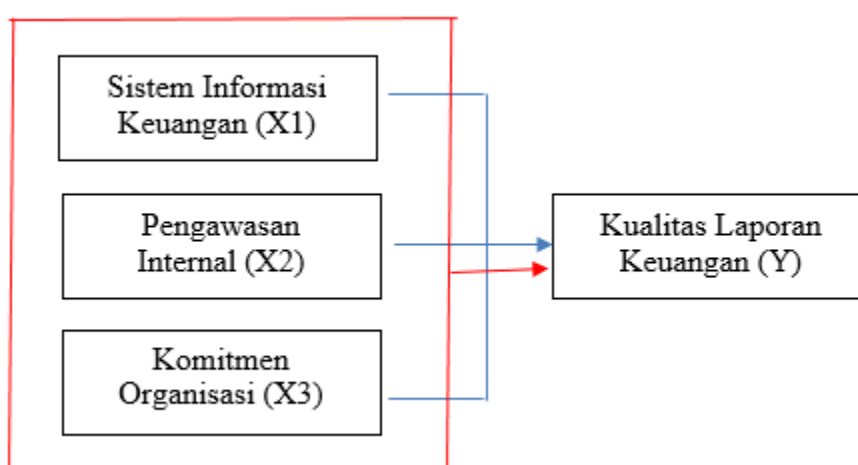 Sistem Informasi
Keuangan (X1)
Pengawasan
Internal (X2)
Kualitas Laporan
Keuangan (Y)
Komitmen
Organisasi (X3)